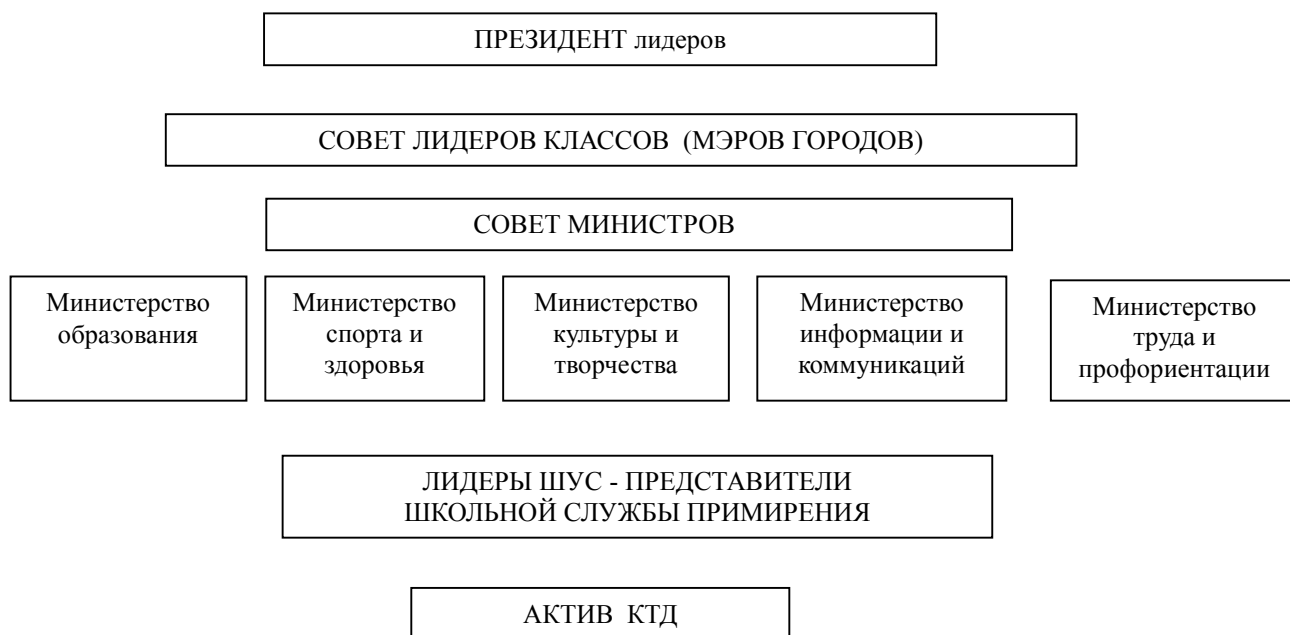 ПРЕЗИДЕНТ лидеров
СОВЕТ ЛИДЕРОВ КЛАССОВ (МЭРОВ ГОРОДОВ)
СОВЕТ МИНИСТРОВ
Министерство
образования
Министерство
спорта и
здоровья
Министерство
культуры и
творчества
Министерство
информации и
коммуникаций
Министерство
труда и
профориентации
ЛИДЕРЫ ШУС - ПРЕДСТАВИТЕЛИ
ШКОЛЬНОЙ СЛУЖБЫ ПРИМИРЕНИЯ
АКТИВ КТД